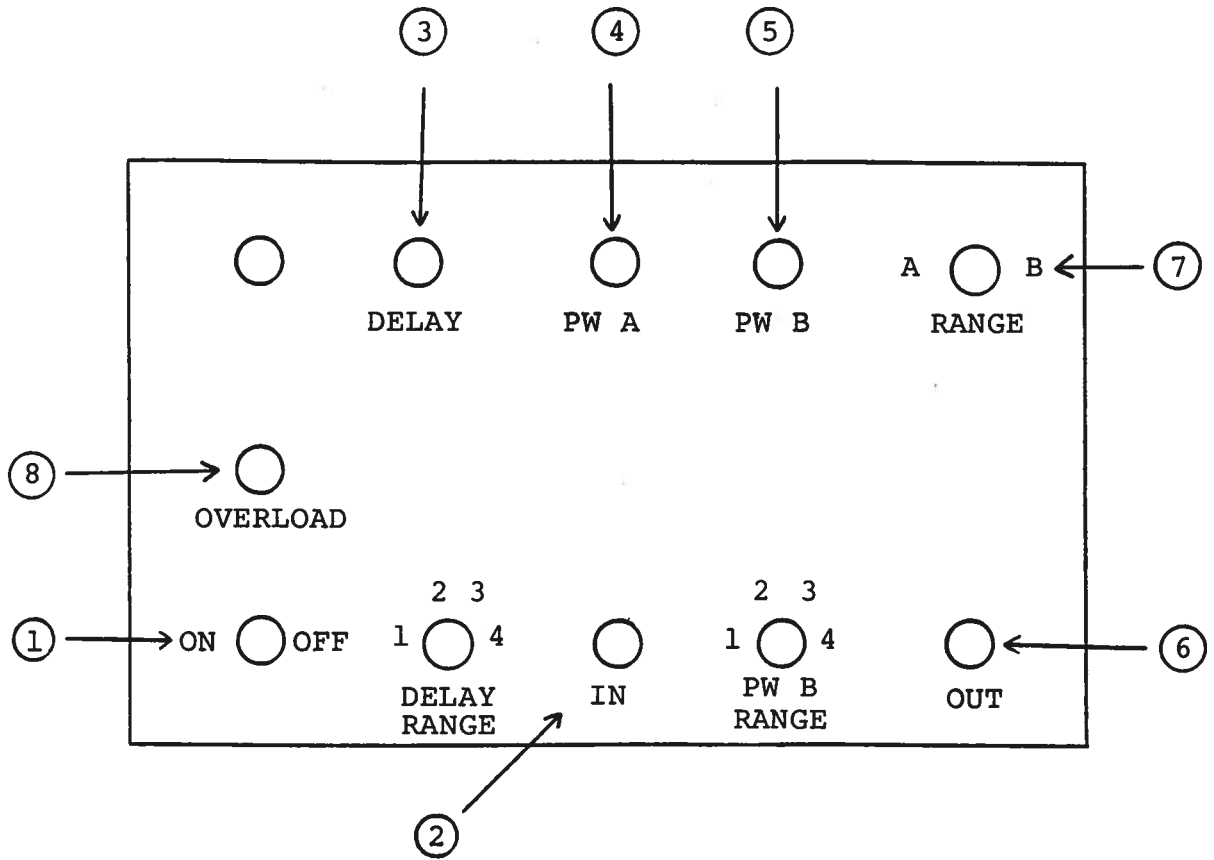 3 4 5
A B 7
DELAY PW A PW B RANGE
8
OVERLOAD
2 3 2 3
1 ON OFF 1 4 1 4 6
DELAY IN PW B OUT
RANGE RANGE
2